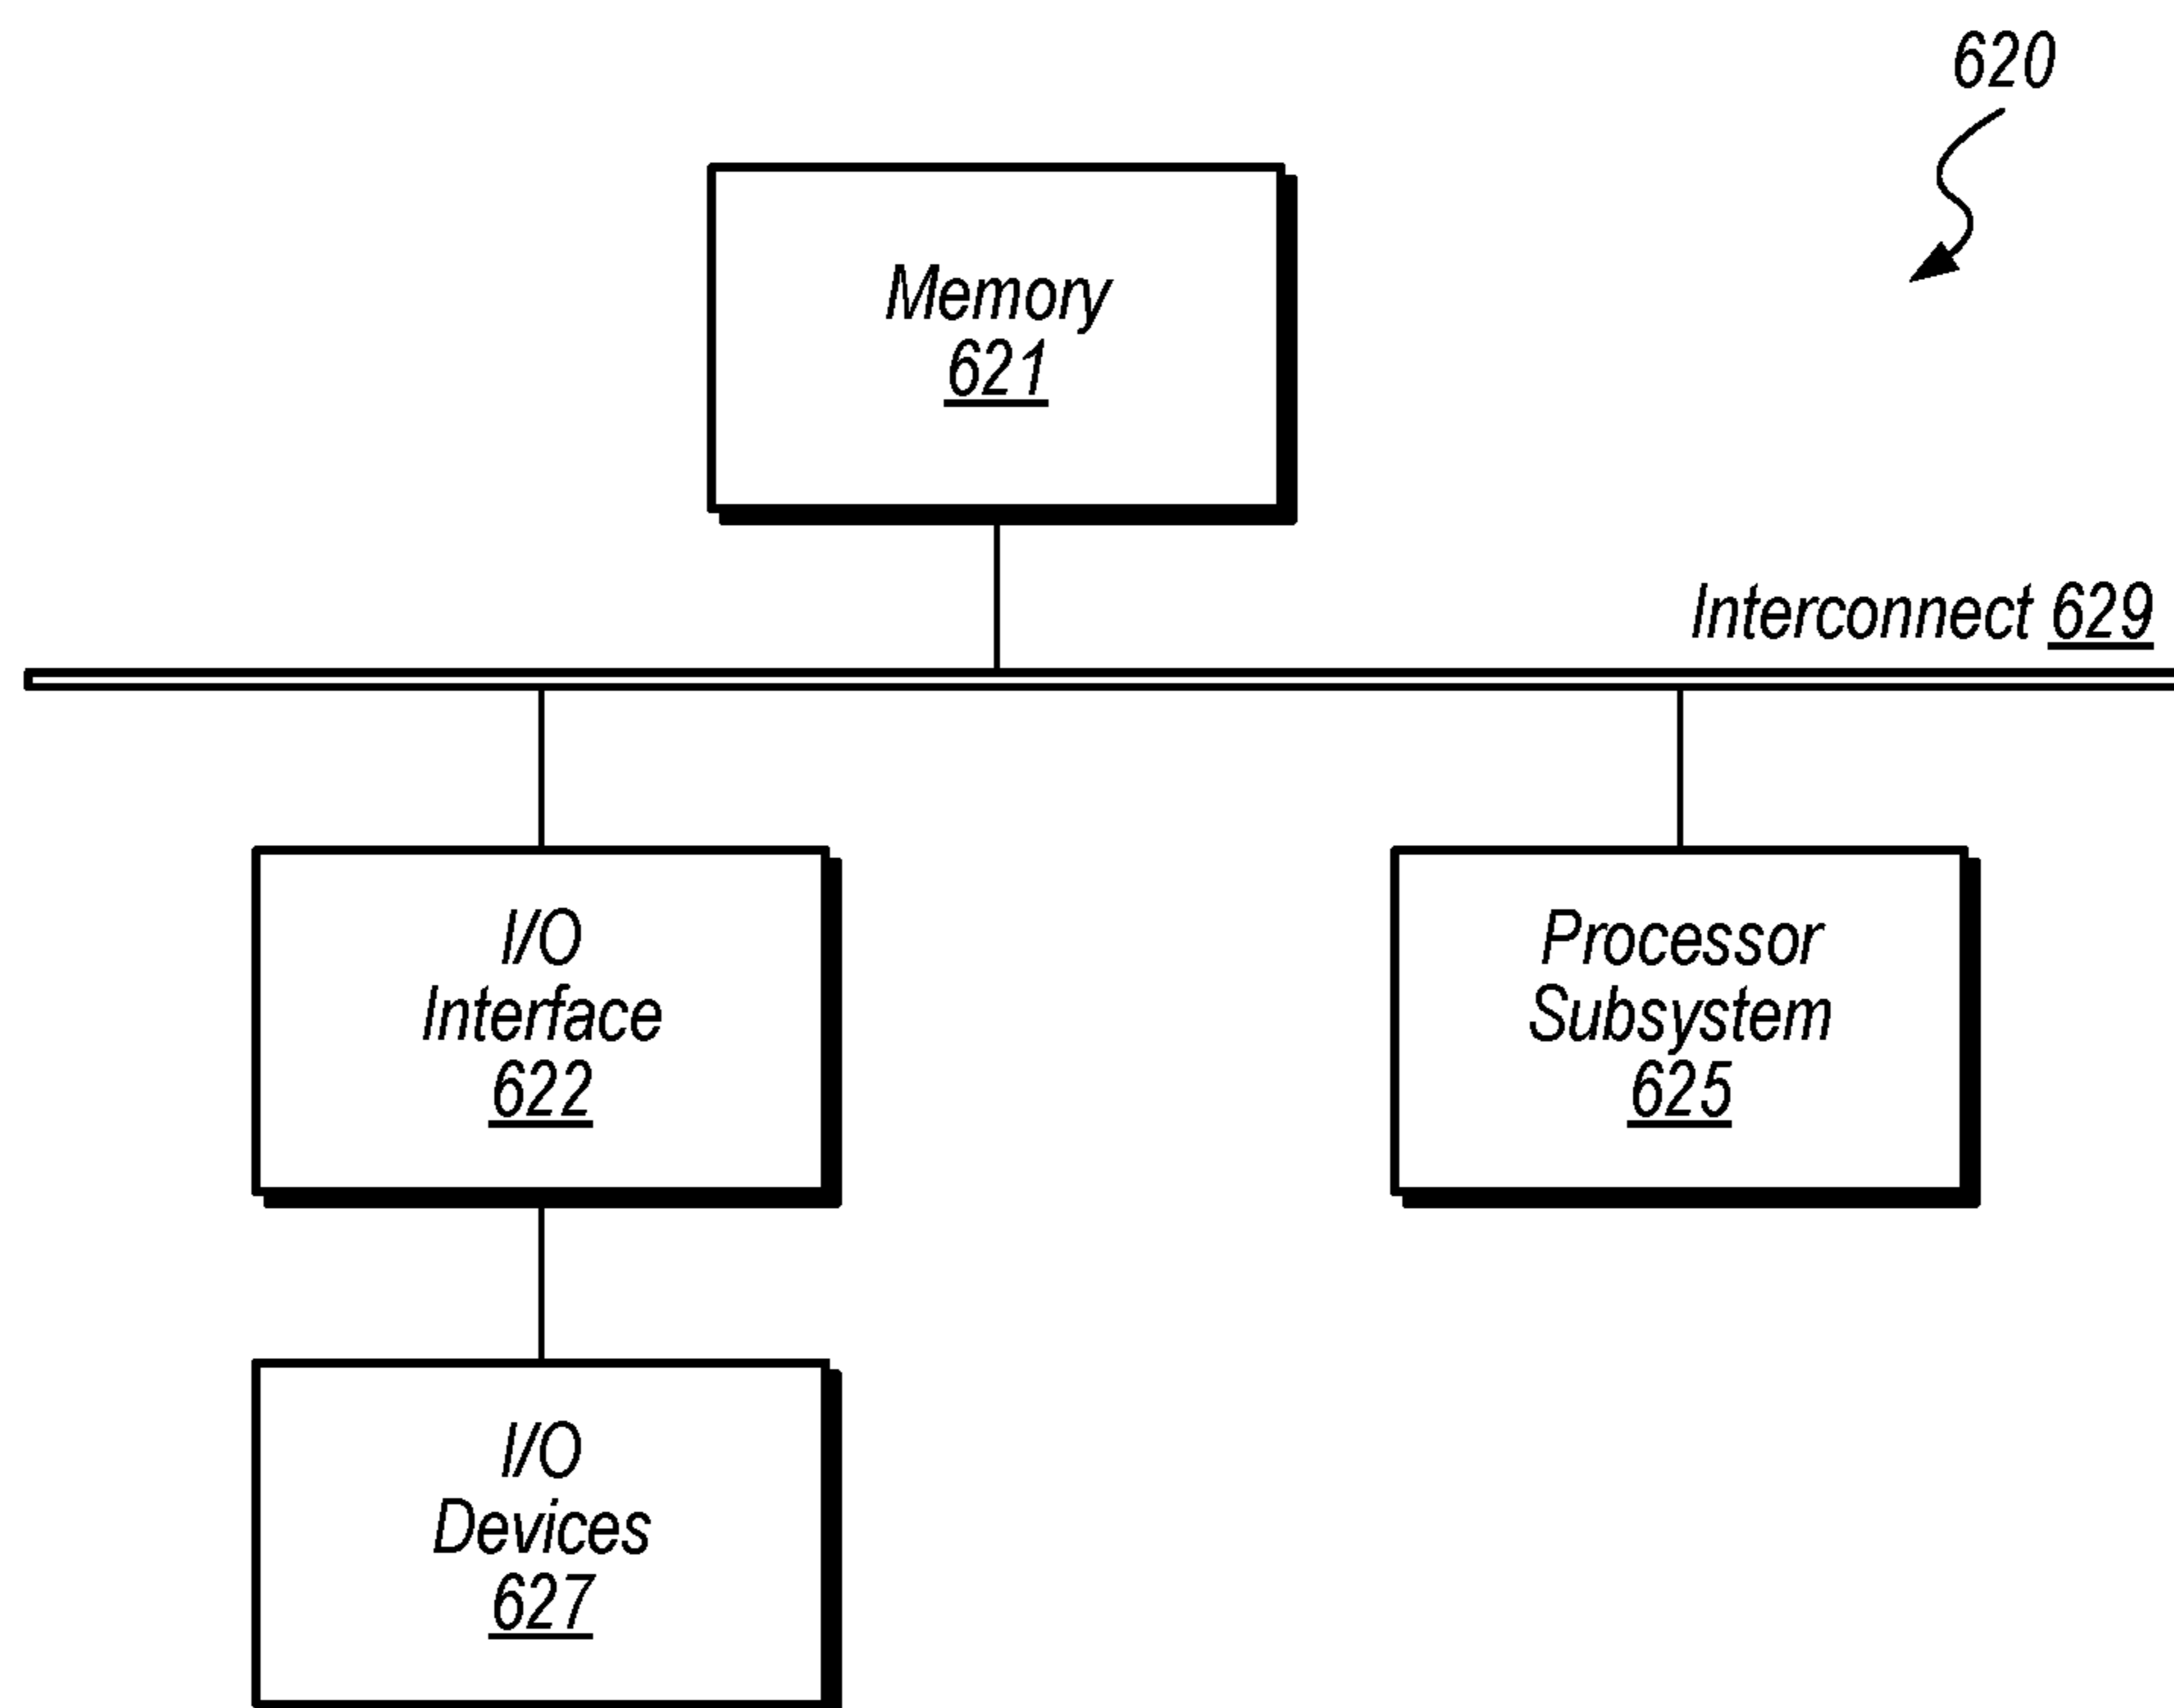 620
Memory
621
Interconnect 629
I/O
Interface
622
Processor
Subsystem
625
I/O
Devices
627